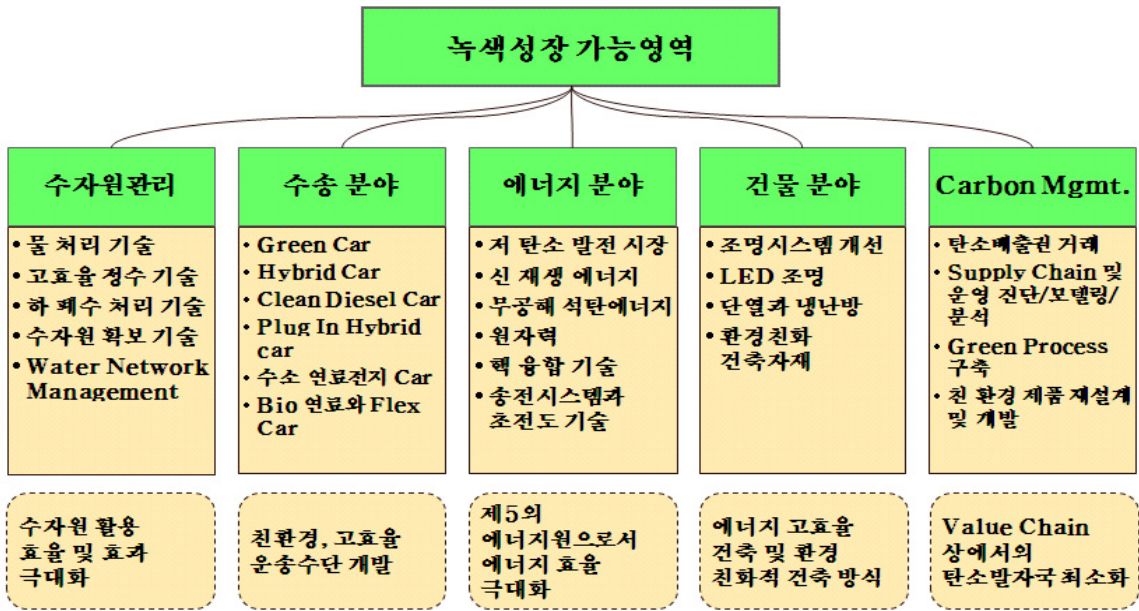 녹색성장 가능영역
수자원관리
• 물 처리 기술
• 고효율 정수 기술
• 하 폐수 처리 기술
• 수자원 확보 기술
• Water Network
Management
수자원 활용
효율 및 효과
극대화
수송 분야
• Green Car
• Hybrid Car
• Clean Diesel Car
• Plug In Hybrid
car
• 수소 연료전지 Car
• Bio 연료와 Flex
Car
친환경, 고효율
운송수단 개발
에너지 분야
• 저 탄소 발전 시장
• 신 재생 에너지
• 무공해 석탄에너지
• 원자력
• 핵 융합 기술
• 송전시스템과
초전도 기술
제5의
에너지원으로서
에너지 효율
극대화
건물 분야
• 조명시스템 개선
• LED 조명
• 단열과 냉난방
• 환경친화
건축자재
에너지 고효율
건축 및 환경
친화적 건축 방식
Carbon Mgmt.
• 탄소배출권 거래
• Supply Chain 및
운영 진단/모델링/
분석
• Green Process
구축
• 친 환경 제품 재설계
및 개발
Value Chain
상에서의
탄소발자국 최소화